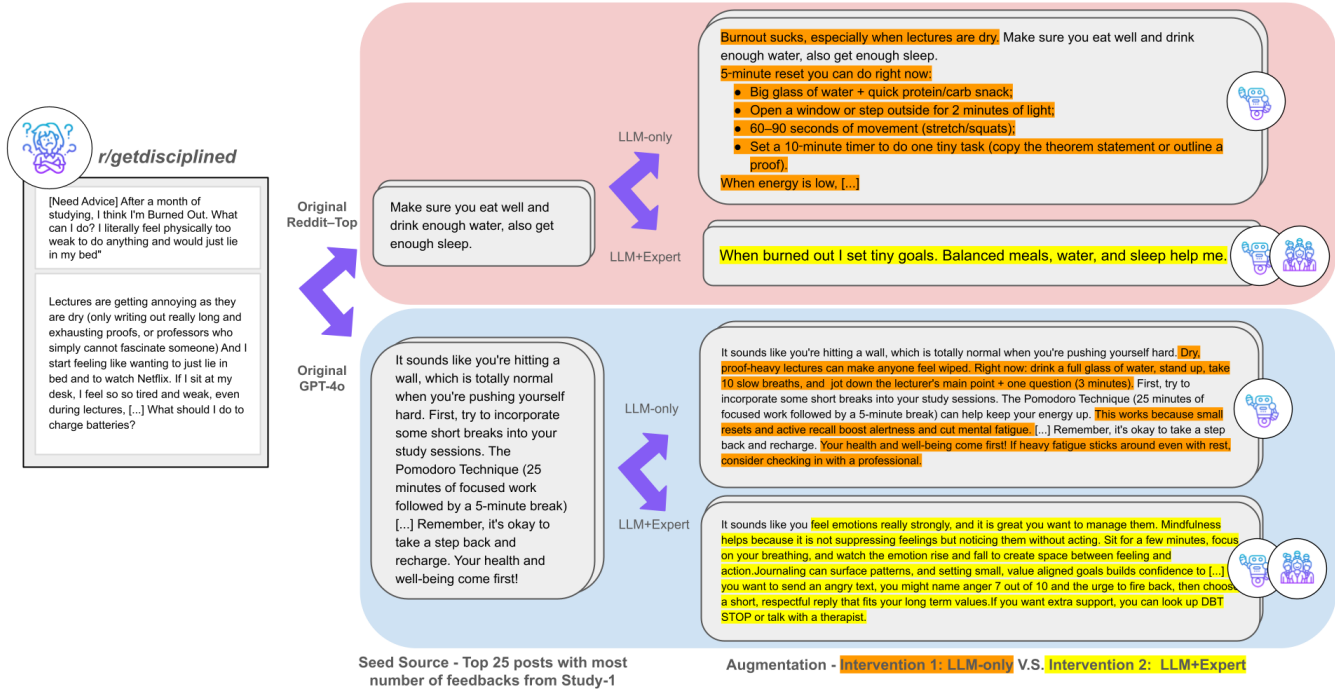 r/getdisciplined
[Need Advice] After a month of
studying, I think I'm Burned Out. What
can I do? I literally feel physically too
weak to do anything and would just lie
in my bed"
Lectures are getting annoying as they
are dry (only writing out really long and
exhausting proofs, or professors who
simply cannot fascinate someone) And I
start feeling like wanting to just lie in
bed and to watch Netflix. If I sit at my
desk, I feel so so tired and weak, even
during lectures, [...] What should I do to
charge batteries?
Original
Reddit–Top
Original
GPT-4o
Make sure you eat well and
drink enough water, also get
enough sleep.
LLM-only
LLM+Expert
Burnout sucks, especially when lectures are dry. Make sure you eat well and drink
enough water, also get enough sleep.
5-minute reset you can do right now:
● Big glass of water + quick protein/carb snack;
● Open a window or step outside for 2 minutes of light;
● 60–90 seconds of movement (stretch/squats);
● Set a 10-minute timer to do one tiny task (copy the theorem statement or outline a
proof).
When energy is low, [...]
When burned out I set tiny goals. Balanced meals, water, and sleep help me.
It sounds like you're hitting a
wall, which is totally normal
when you're pushing yourself
hard. First, try to incorporate
some short breaks into your
study sessions. The
Pomodoro Technique (25
minutes of focused work
followed by a 5-minute break)
[...] Remember, it's okay to
take a step back and
recharge. Your health and
well-being come first!
LLM-only
LLM+Expert
It sounds like you're hitting a wall, which is totally normal when you're pushing yourself hard. Dry,
proof-heavy lectures can make anyone feel wiped. Right now: drink a full glass of water, stand up, take
10 slow breaths, and jot down the lecturer's main point + one question (3 minutes). First, try to
incorporate some short breaks into your study sessions. The Pomodoro Technique (25 minutes of
focused work followed by a 5-minute break) can help keep your energy up. This works because small
resets and active recall boost alertness and cut mental fatigue. [...] Remember, it's okay to take a step
back and recharge. Your health and well-being come first! If heavy fatigue sticks around even with rest,
consider checking in with a professional.
It sounds like you feel emotions really strongly, and it is great you want to manage them. Mindfulness
helps because it is not suppressing feelings but noticing them without acting. Sit for a few minutes, focus
on your breathing, and watch the emotion rise and fall to create space between feeling and
action.Journaling can surface patterns, and setting small, value aligned goals builds confidence to [...]
you want to send an angry text, you might name anger 7 out of 10 and the urge to fire back, then choose
a short, respectful reply that fits your long term values.If you want extra support, you can look up DBT
STOP or talk with a therapist.
Seed Source - Top 25 posts with most
number of feedbacks from Study-1
Augmentation - Intervention 1: LLM-only V.S. Intervention 2: LLM+Expert